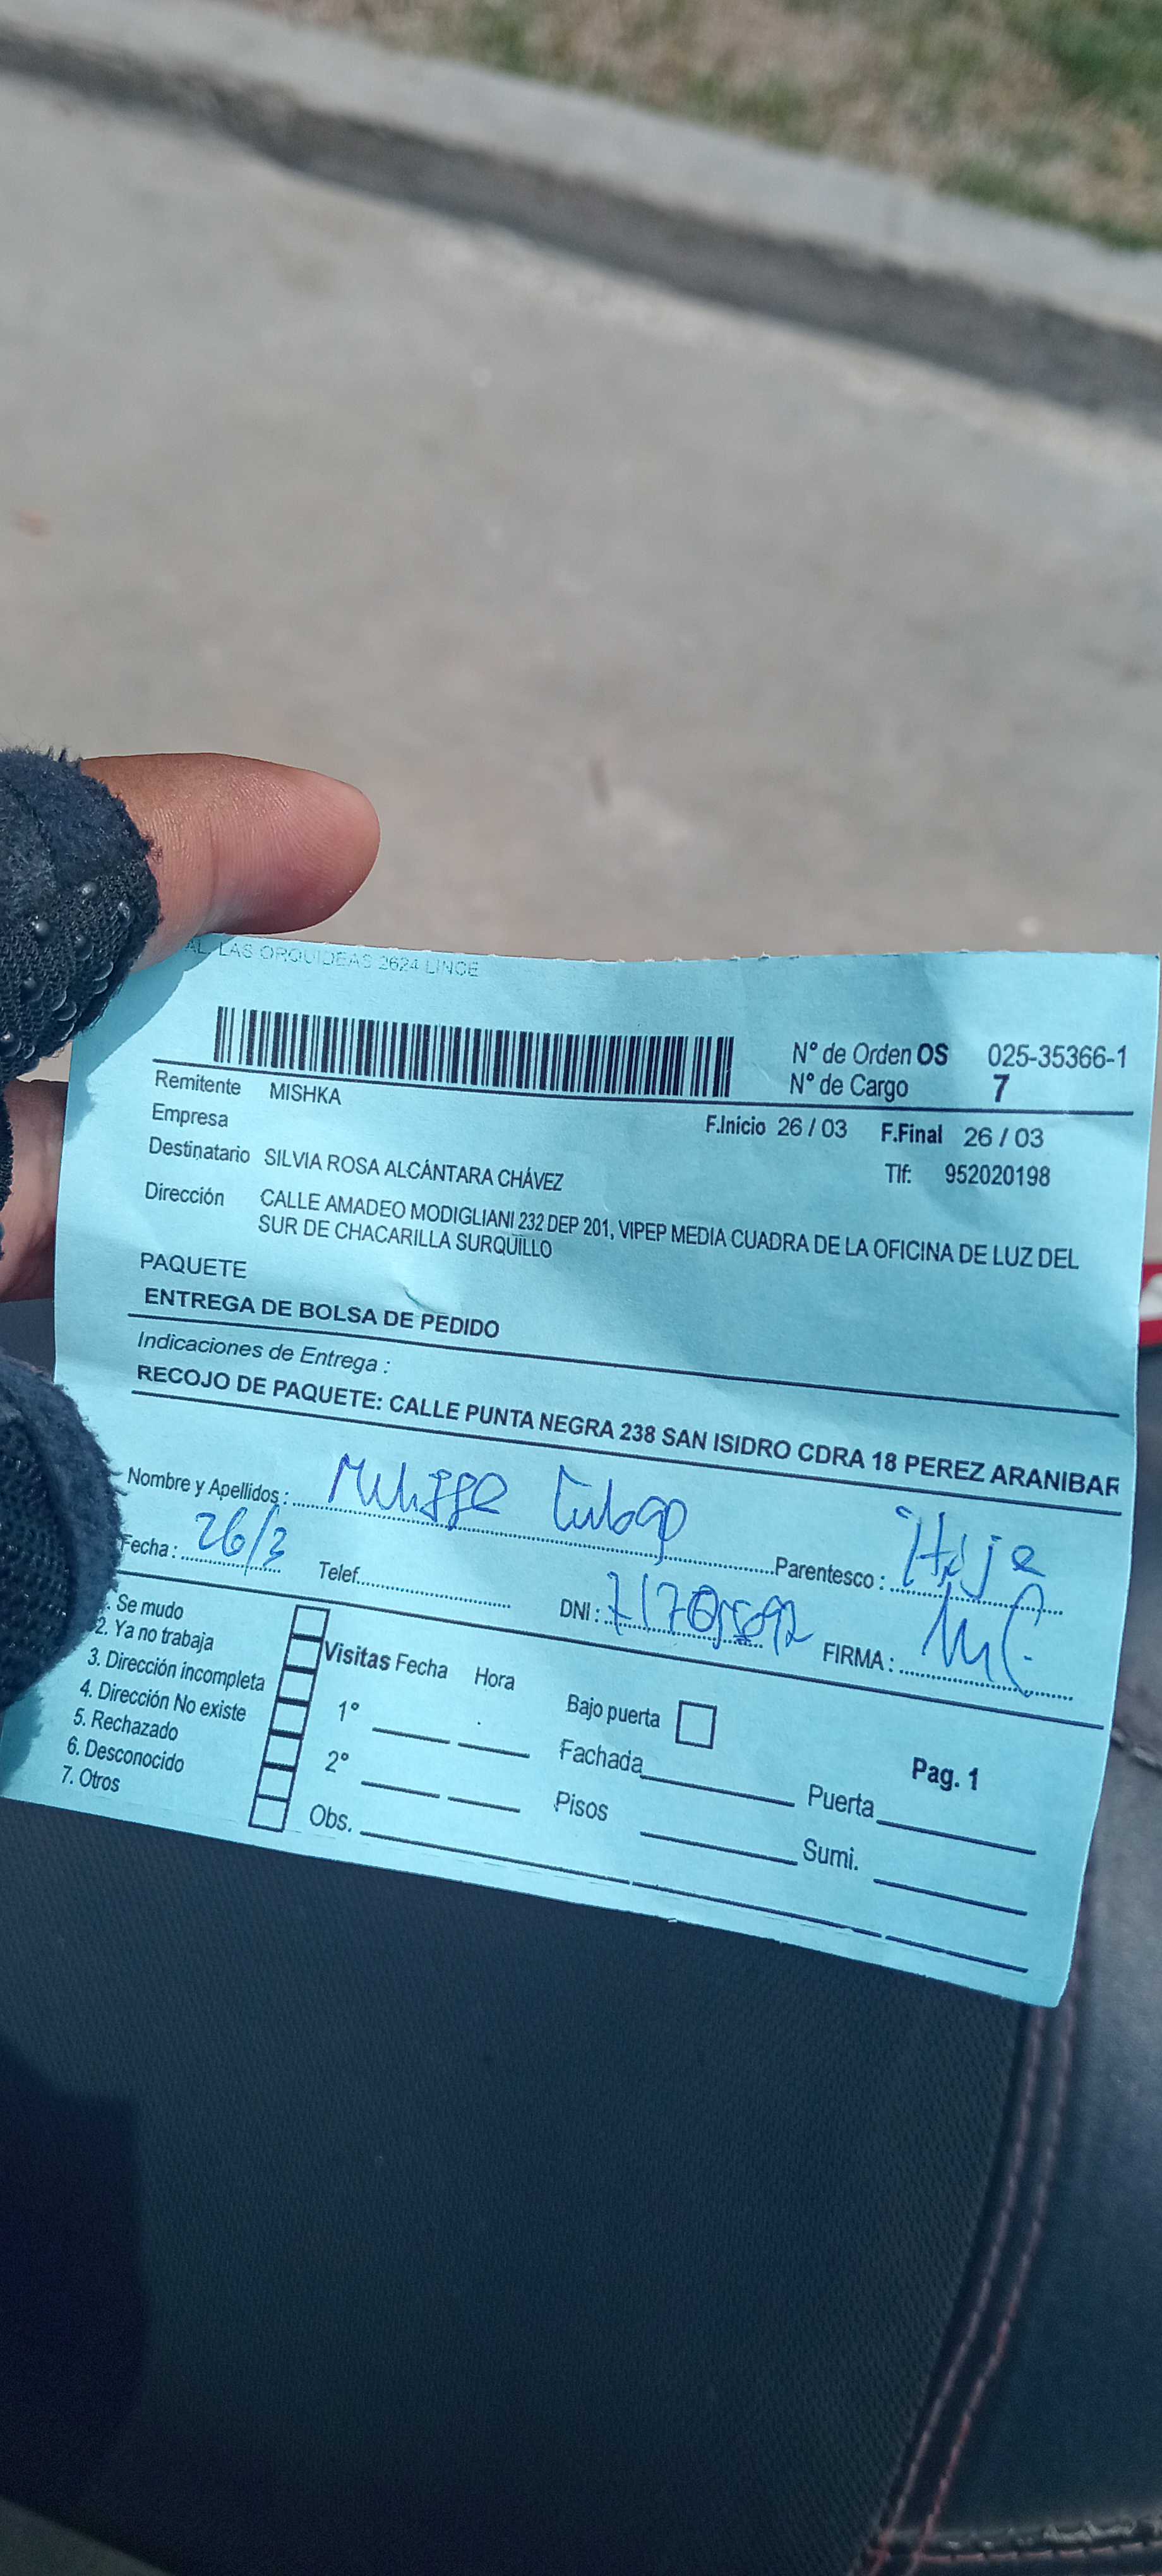 AL. LAS ORQUIDEAS 2624 LINCE
N° de Orden OS 025-35366-1
N° de Cargo 7
Remitente MISHKA
Empresa
F.Inicio 26 / 03 F.Final 26 / 03
Destinatario SILVIA ROSA ALCÁNTARA CHÁVEZ
Tlf: 952020198
Dirección CALLE AMADEO MODIGLIANI 232 DEP 201, VIPEP MEDIA CUADRA DE LA OFICINA DE LUZ DEL
SUR DE CHACARILLA SURQUILLO
PAQUETE
ENTREGA DE BOLSA DE PEDIDO
Indicaciones de Entrega :
RECOJO DE PAQUETE: CALLE PUNTA NEGRA 238 SAN ISIDRO CDRA 18 PEREZ ARANIBAR
Nombre y Apellidos : Parentesco : Hija
Fecha : 26/3 Telef. DNI : FIRMA :
. Se mudo
2. Ya no trabaja
3. Dirección incompleta
4. Dirección No existe
5. Rechazado
6. Desconocido
7. Otros
Visitas Fecha Hora
1°
2°
Obs.
Bajo puerta
Fachada
Pisos
Pag. 1
Puerta
Sumi.